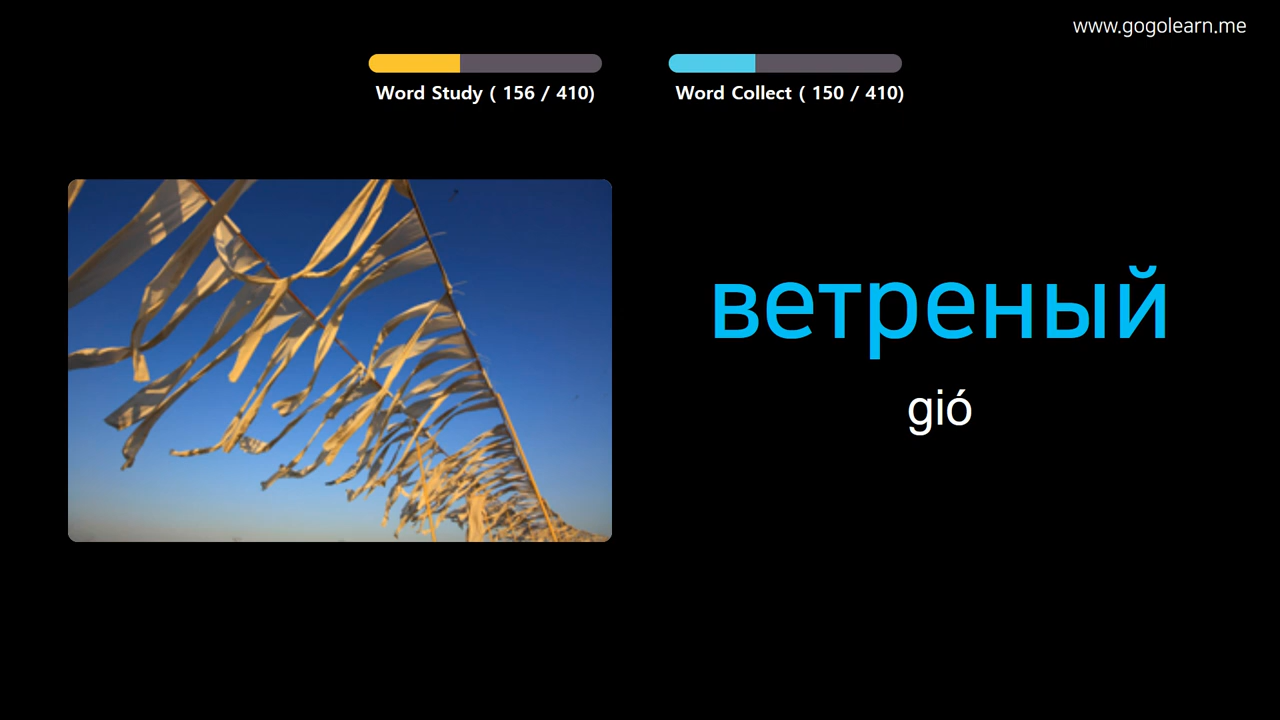 www.gogolearn.me
Word Study ( 156 / 410)
Word Collect ( 150 / 410)
ветреный
gió